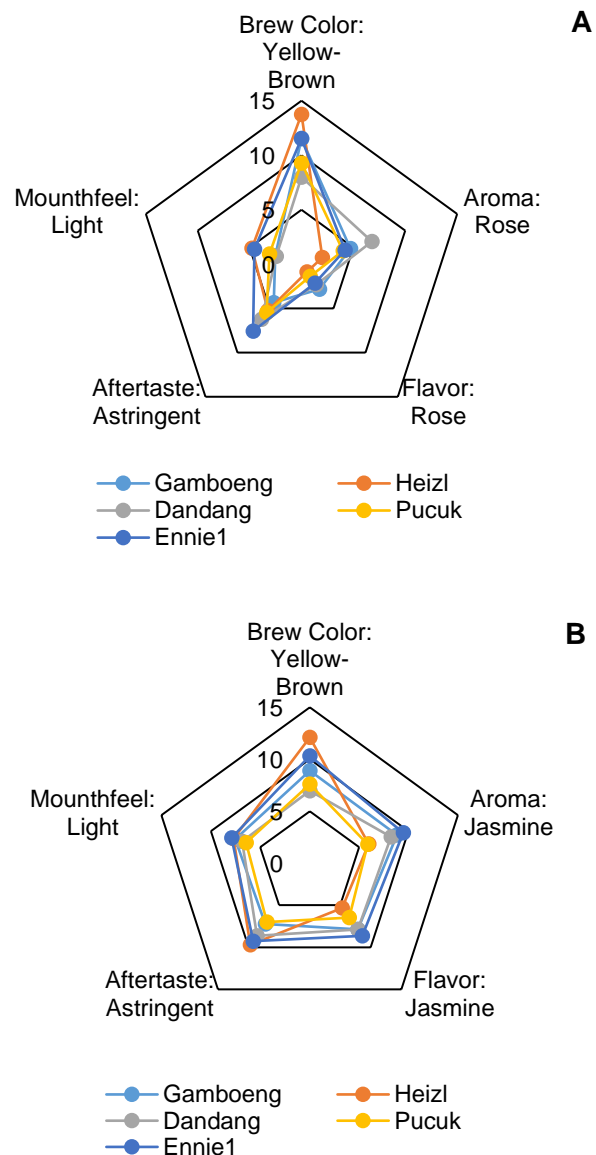 A
Brew Color:
Yellow-
Brown
15
10
5
0
Mounthfeel:
Light
Aroma:
Rose
Aftertaste:
Astringent
Flavor:
Rose
Gamboeng
Heizl
Dandang
Pucuk
Ennie1
B
Brew Color:
Yellow-
Brown
15
10
5
0
Mounthfeel:
Light
Aroma:
Jasmine
Aftertaste:
Astringent
Flavor:
Jasmine
Gamboeng
Heizl
Dandang
Pucuk
Ennie1